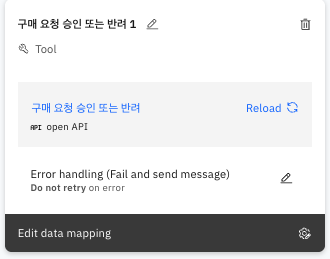 구매 요청 승인 또는 반려 1
Tool
구매 요청 승인 또는 반려
Reload
API open API
Error handling (Fail and send message)
Do not retry on error
Edit data mapping